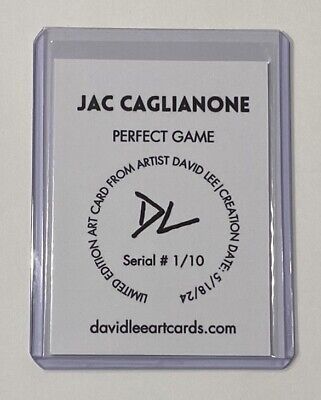 JAC CAGLIANONE
PERFECT GAME
LIMITED EDITION ART CARD FROM ARTIST DAVID LEE|CREATION DATE: 5/18/24
DL
Serial # 1/10
davidleeartcards.com